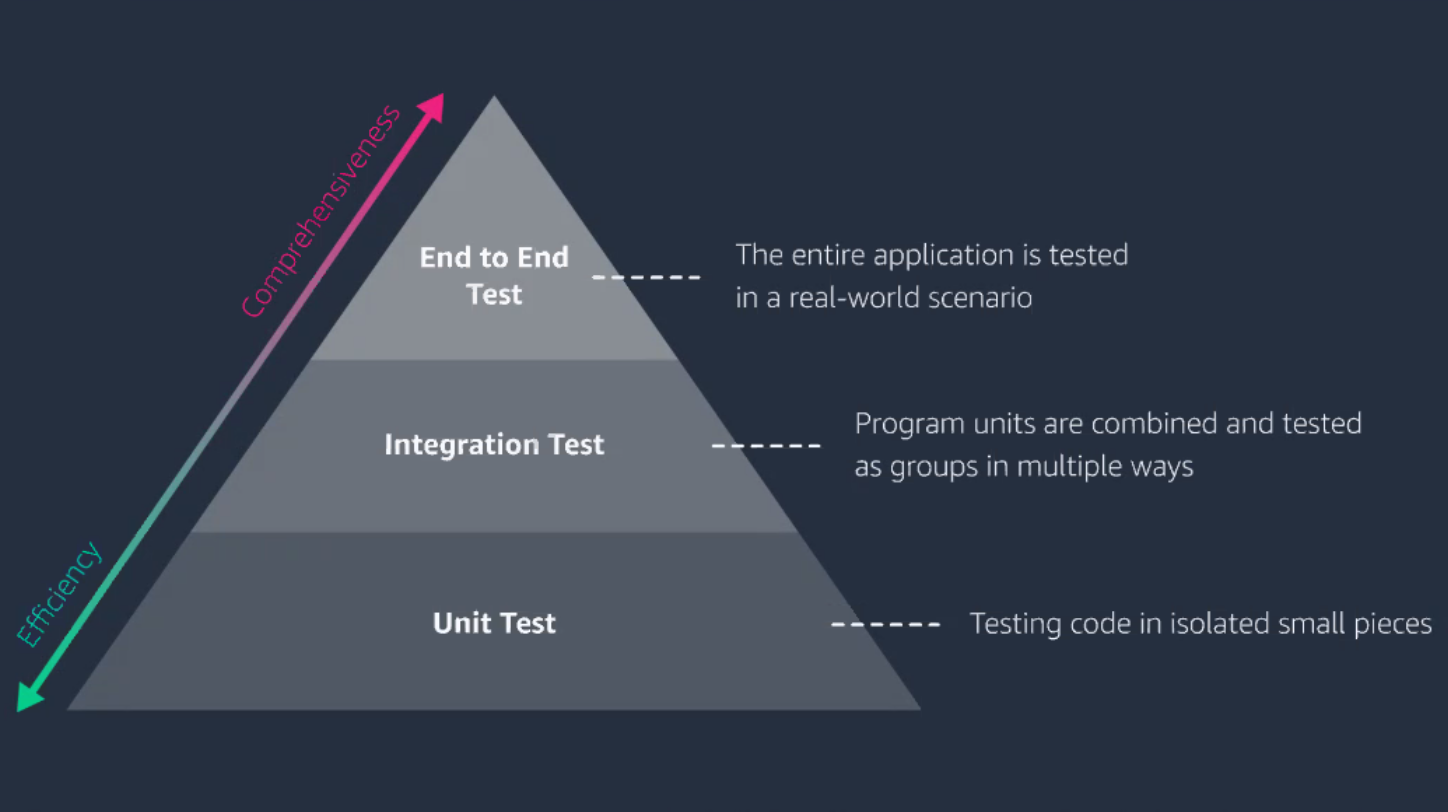 Comprehensiveness
End to End
Test
The entire application is tested
in a real-world scenario
Integration Test
Program units are combined and tested
as groups in multiple ways
Efficiency
Unit Test
Testing code in isolated small pieces